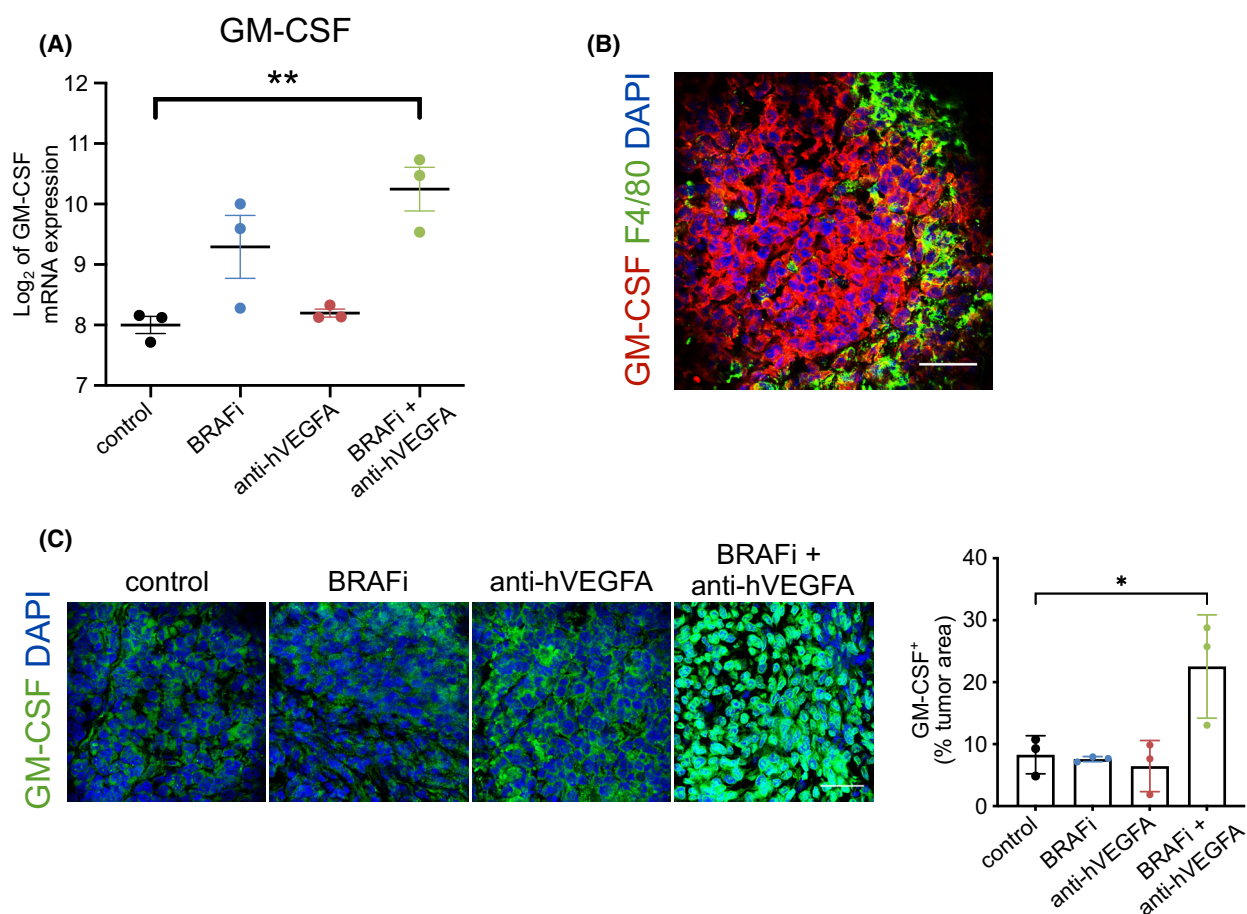 (A)
GM-CSF
**
Log2 of GM-CSF
mRNA expression
12
11
10
9
8
7
control
BRAFi
anti-hVEGFA
BRAFi +
anti-hVEGFA
(B)
GM-CSF F4/80 DAPI
(C)
GM-CSF DAPI
control
BRAFi
anti-hVEGFA
BRAFi +
anti-hVEGFA
GM-CSF+
(% tumor area)
40
30
20
10
0
*
control
BRAFi
anti-hVEGFA
BRAFi +
anti-hVEGFA